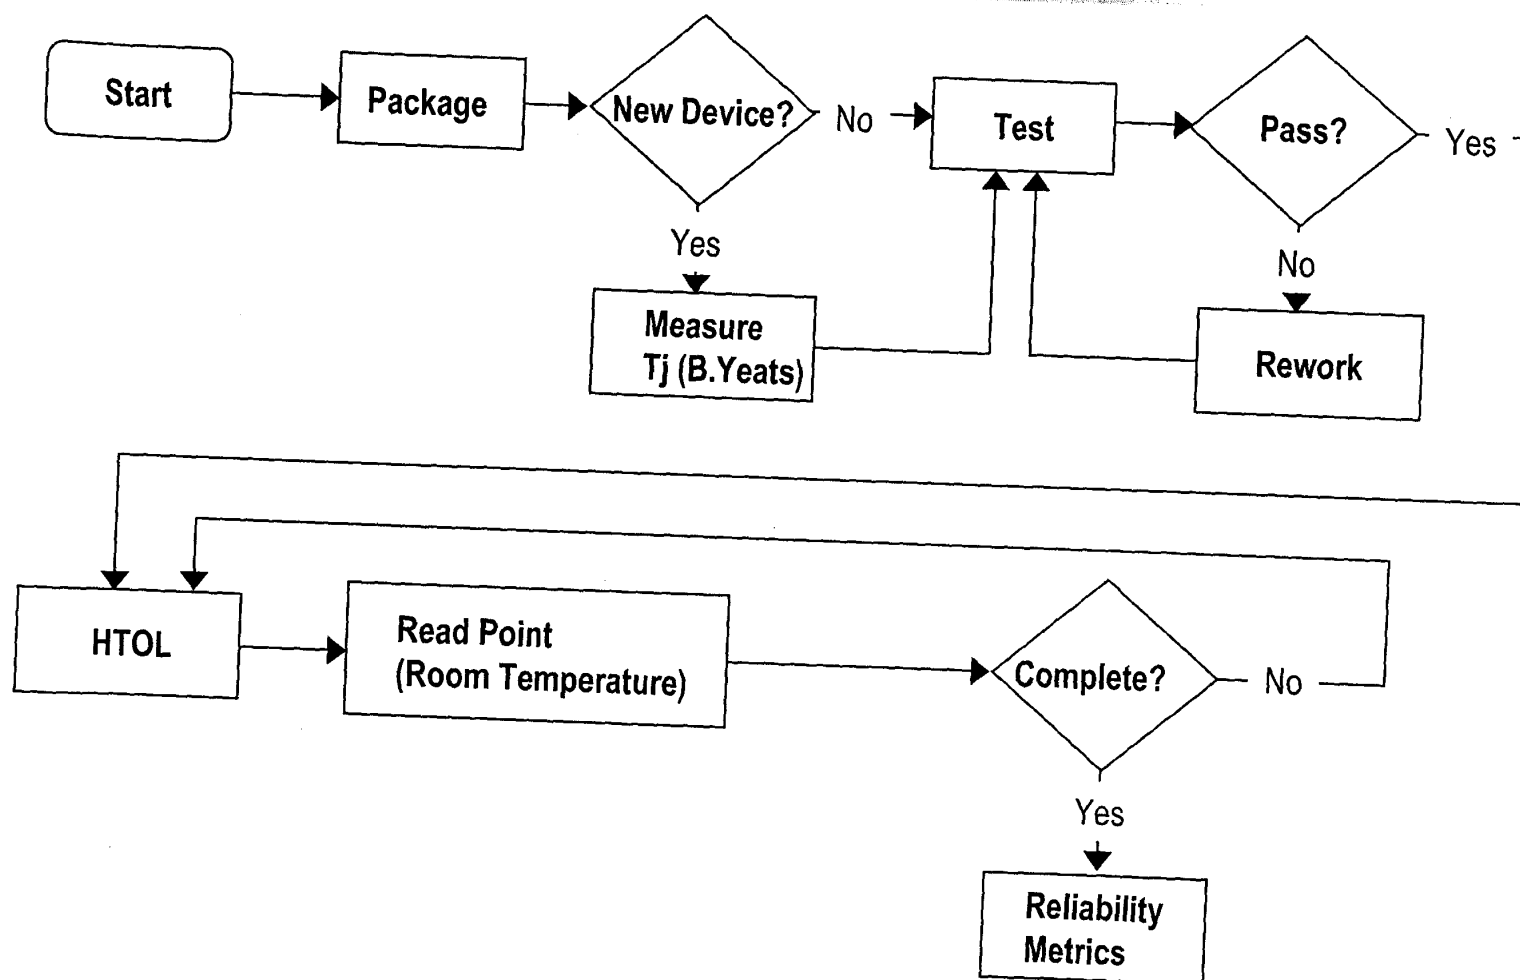 Start
Package
New Device?
No
Test
Pass?
Yes
Yes
No
Measure
Tj (B.Yeats)
Rework
HTOL
Read Point
(Room Temperature)
Complete?
No
Yes
Reliability
Metrics